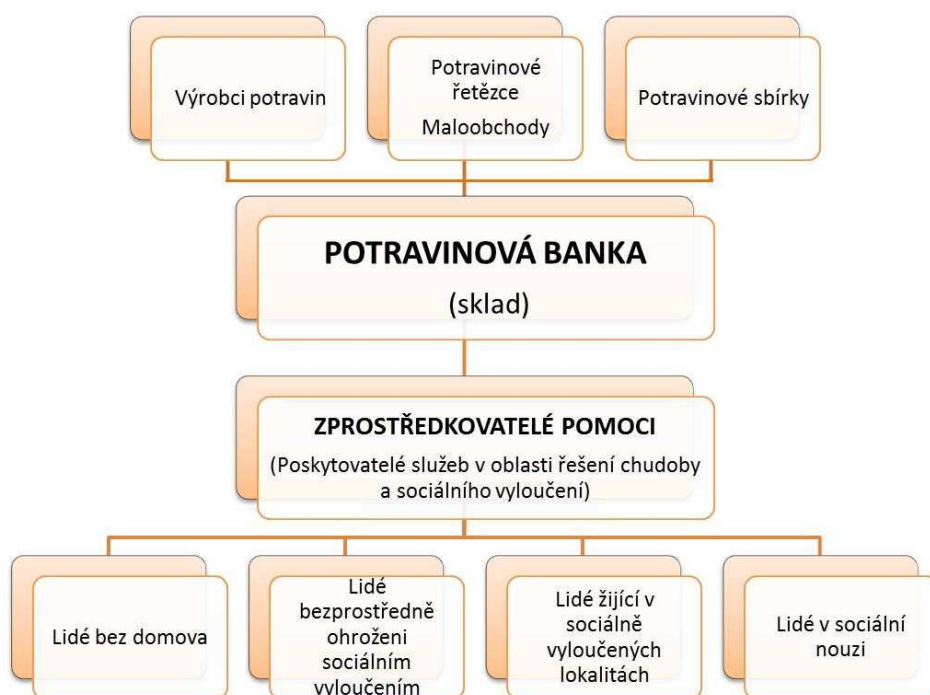 Výrobci potravin
Potravinové
řetězce
Maloobchody
Potravinové sbírky
POTRAVINOVÁ BANKA
(sklad)
ZPROSTŘEDKOVATELÉ POMOCI
(Poskytovatelé služeb v oblasti řešení chudoby
a sociálního vyloučení)
Lidé bez domova
Lidé
bezprostředně
ohroženi
sociálním
vyloučením
Lidé žijící v
sociálně
vyloučených
lokalitách
Lidé v sociální
nouzi